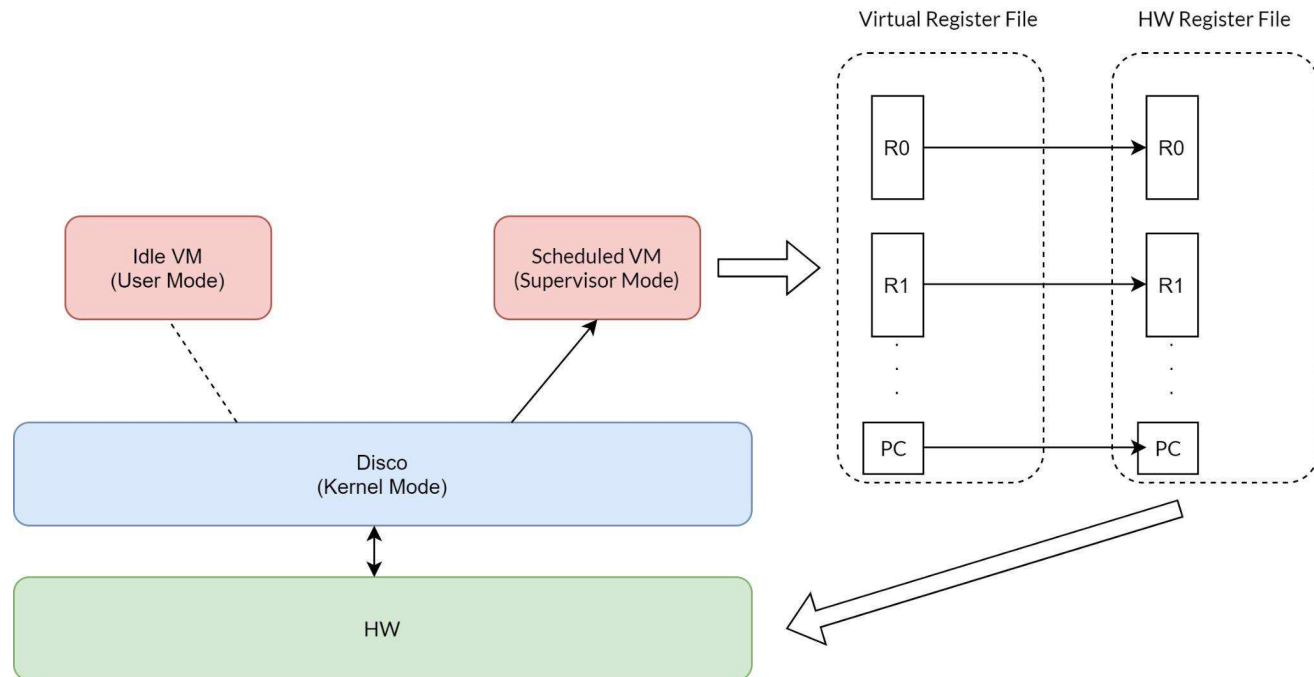 Virtual Register File
HW Register File
R0
R0
Idle VM
(User Mode)
Scheduled VM
(Supervisor Mode)
R1
R1
PC
PC
Disco
(Kernel Mode)
HW